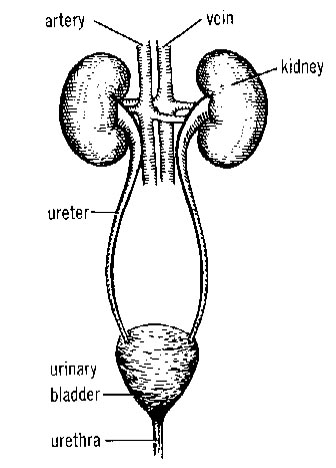 artery
vein
kidney
ureter
urinary
bladder
urethra